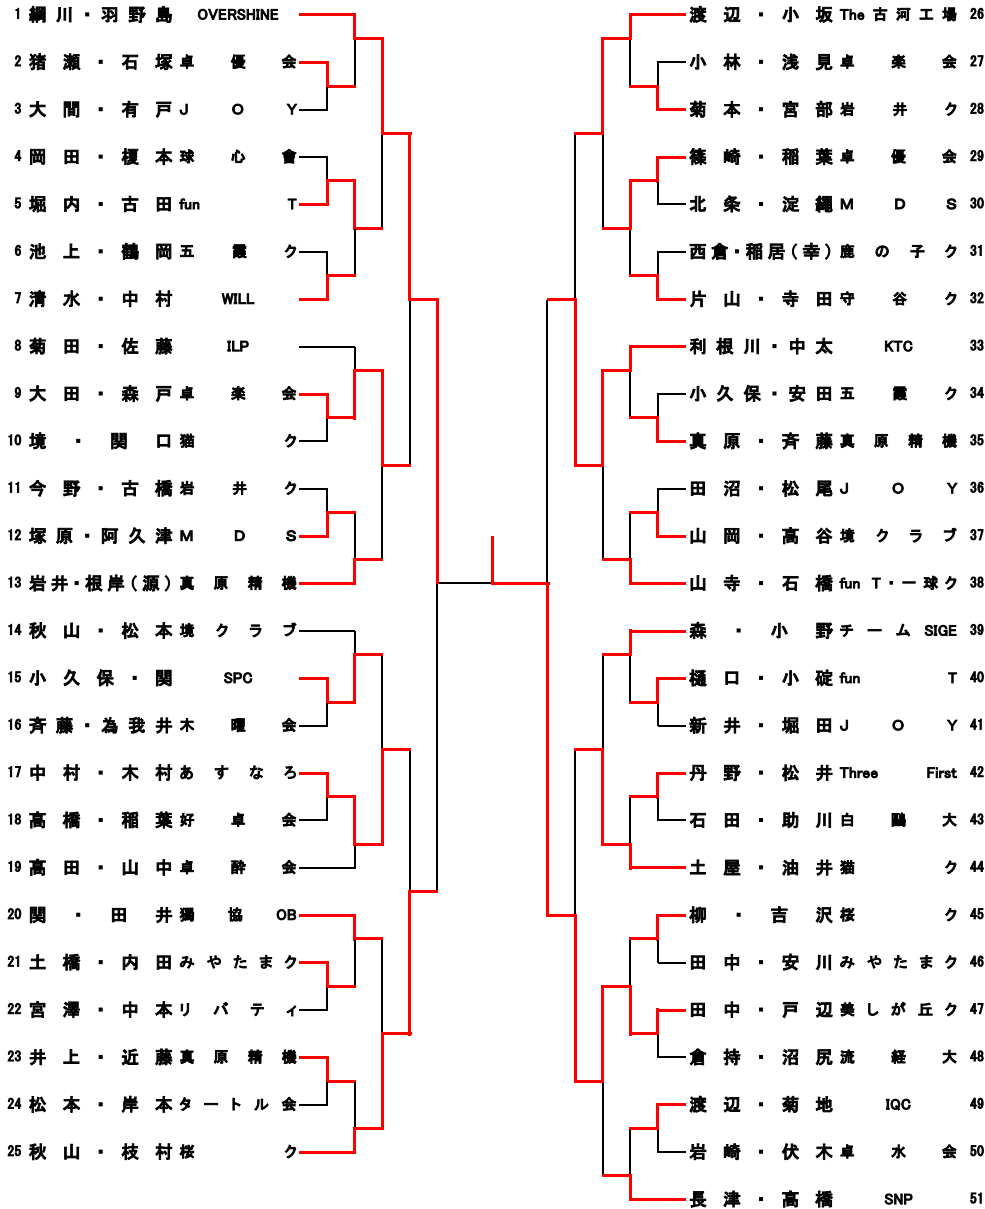 1 綱川・羽野島 OVERSHINE
2 猪瀬・石塚 卓優会
3 大間・有戸 JOY
4 岡田・榎本 球心會
5 堀内・古田 fun T
6 池上・鶴岡 五霞ク
7 清水・中村 WILL
8 菊田・佐藤 ILP
9 大田・森戸 卓楽会
10 境・関口 猫ク
11 今野・古橋 岩井ク
12 塚原・阿久津 MDS
13 岩井・根岸(源) 真原精機
14 秋山・松本 境クラブ
15 小久保・関 SPC
16 斉藤・為我井 木曜会
17 中村・木村 あすなろ
18 高橋・稲葉 好卓会
19 高田・山中 卓酔会
20 関・田井 獨協OB
21 土橋・内田 みやたまク
22 宮澤・中本 リバティ
23 井上・近藤 真原精機
24 松本・岸本 タートル会
25 秋山・枝村 桜ク
渡辺・小坂 The古河工場 26
小林・浅見 卓楽会 27
菊本・宮部 岩井ク 28
篠崎・稲葉 卓優会 29
北条・淀縄 MDS 30
西倉・稲居(幸) 鹿の子ク 31
片山・寺田 守谷ク 32
利根川・中太 KTC 33
小久保・安田 五霞ク 34
真原・斉藤 真原精機 35
田沼・松尾 JOY 36
山岡・高谷 境クラブ 37
山寺・石橋 fun T・一球ク 38
森・小野 チームSIGE 39
樋口・小碇 fun T 40
新井・堀田 JOY 41
丹野・松井 Three First 42
石田・助川 白鷗大 43
土屋・油井 猫ク 44
柳・吉沢 桜ク 45
田中・安川 みやたまク 46
田中・戸辺 美しが丘ク 47
倉持・沼尻 流経大 48
渡辺・菊地 IQC 49
岩崎・伏木 卓水会 50
長津・高橋 SNP 51